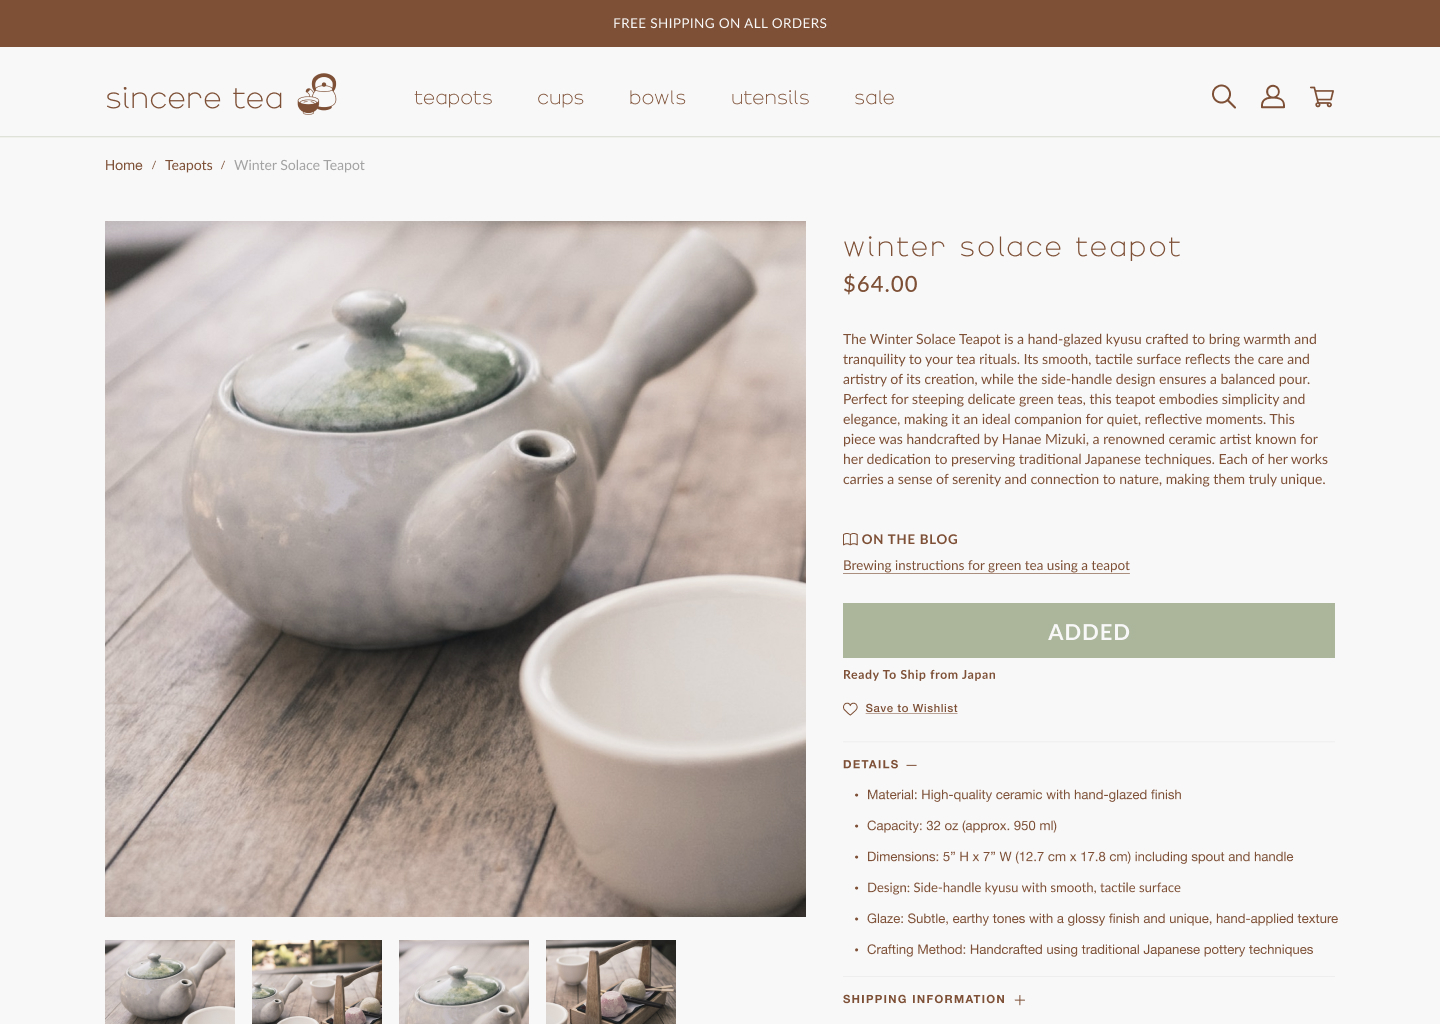 FREE SHIPPING ON ALL ORDERS
sincere tea
teapots cups bowls utensils sale
Home / Teapots / Winter Solace Teapot
winter solace teapot
$64.00
The Winter Solace Teapot is a hand-glazed kyusu crafted to bring warmth and
tranquility to your tea rituals. Its smooth, tactile surface reflects the care and
artistry of its creation, while the side-handle design ensures a balanced pour.
Perfect for steeping delicate green teas, this teapot embodies simplicity and
elegance, making it an ideal companion for quiet, reflective moments. This
piece was handcrafted by Hanae Mizuki, a renowned ceramic artist known for
her dedication to preserving traditional Japanese techniques. Each of her works
carries a sense of serenity and connection to nature, making them truly unique.
ON THE BLOG
Brewing instructions for green tea using a teapot
ADDED
Ready To Ship from Japan
Save to Wishlist
DETAILS —
• Material: High-quality ceramic with hand-glazed finish
• Capacity: 32 oz (approx. 950 ml)
• Dimensions: 5” H x 7” W (12.7 cm x 17.8 cm) including spout and handle
• Design: Side-handle kyusu with smooth, tactile surface
• Glaze: Subtle, earthy tones with a glossy finish and unique, hand-applied texture
• Crafting Method: Handcrafted using traditional Japanese pottery techniques
SHIPPING INFORMATION +